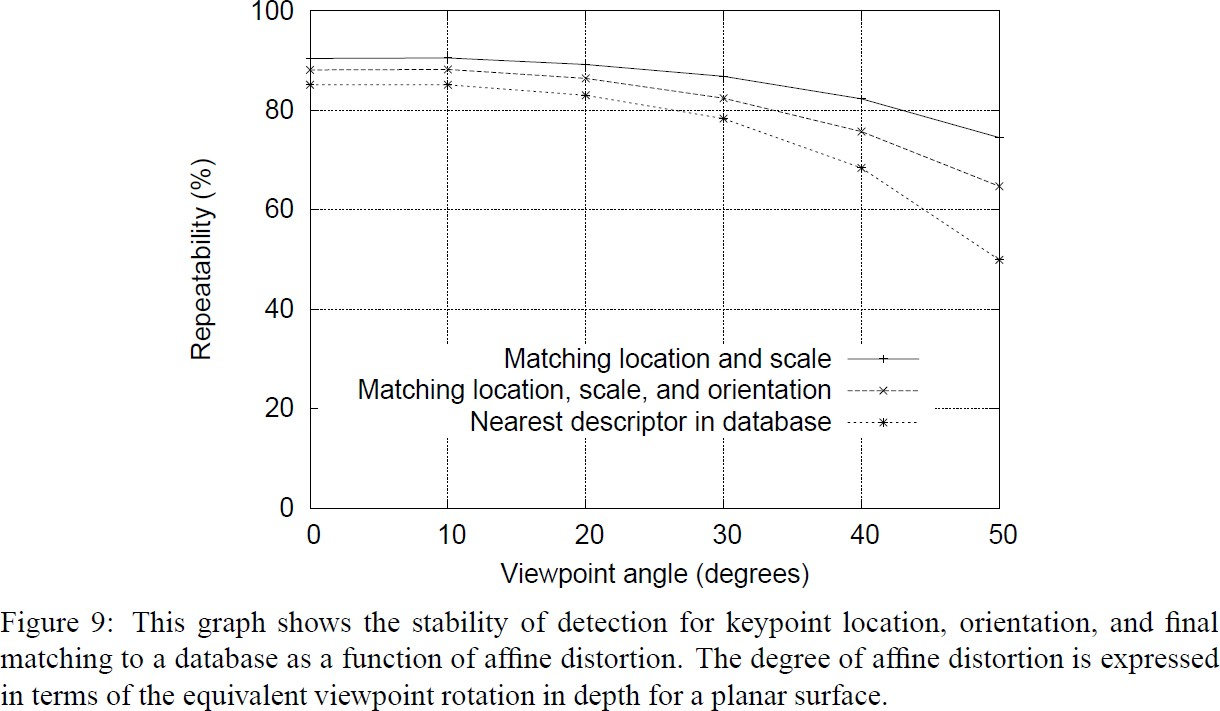 100
80
60
40
20
0
Repeatability (%)
Matching location and scale
Matching location, scale, and orientation
Nearest descriptor in database
0 10 20 30 40 50
Viewpoint angle (degrees)
Figure 9: This graph shows the stability of detection for keypoint location, orientation, and final
matching to a database as a function of affine distortion. The degree of affine distortion is expressed
in terms of the equivalent viewpoint rotation in depth for a planar surface.